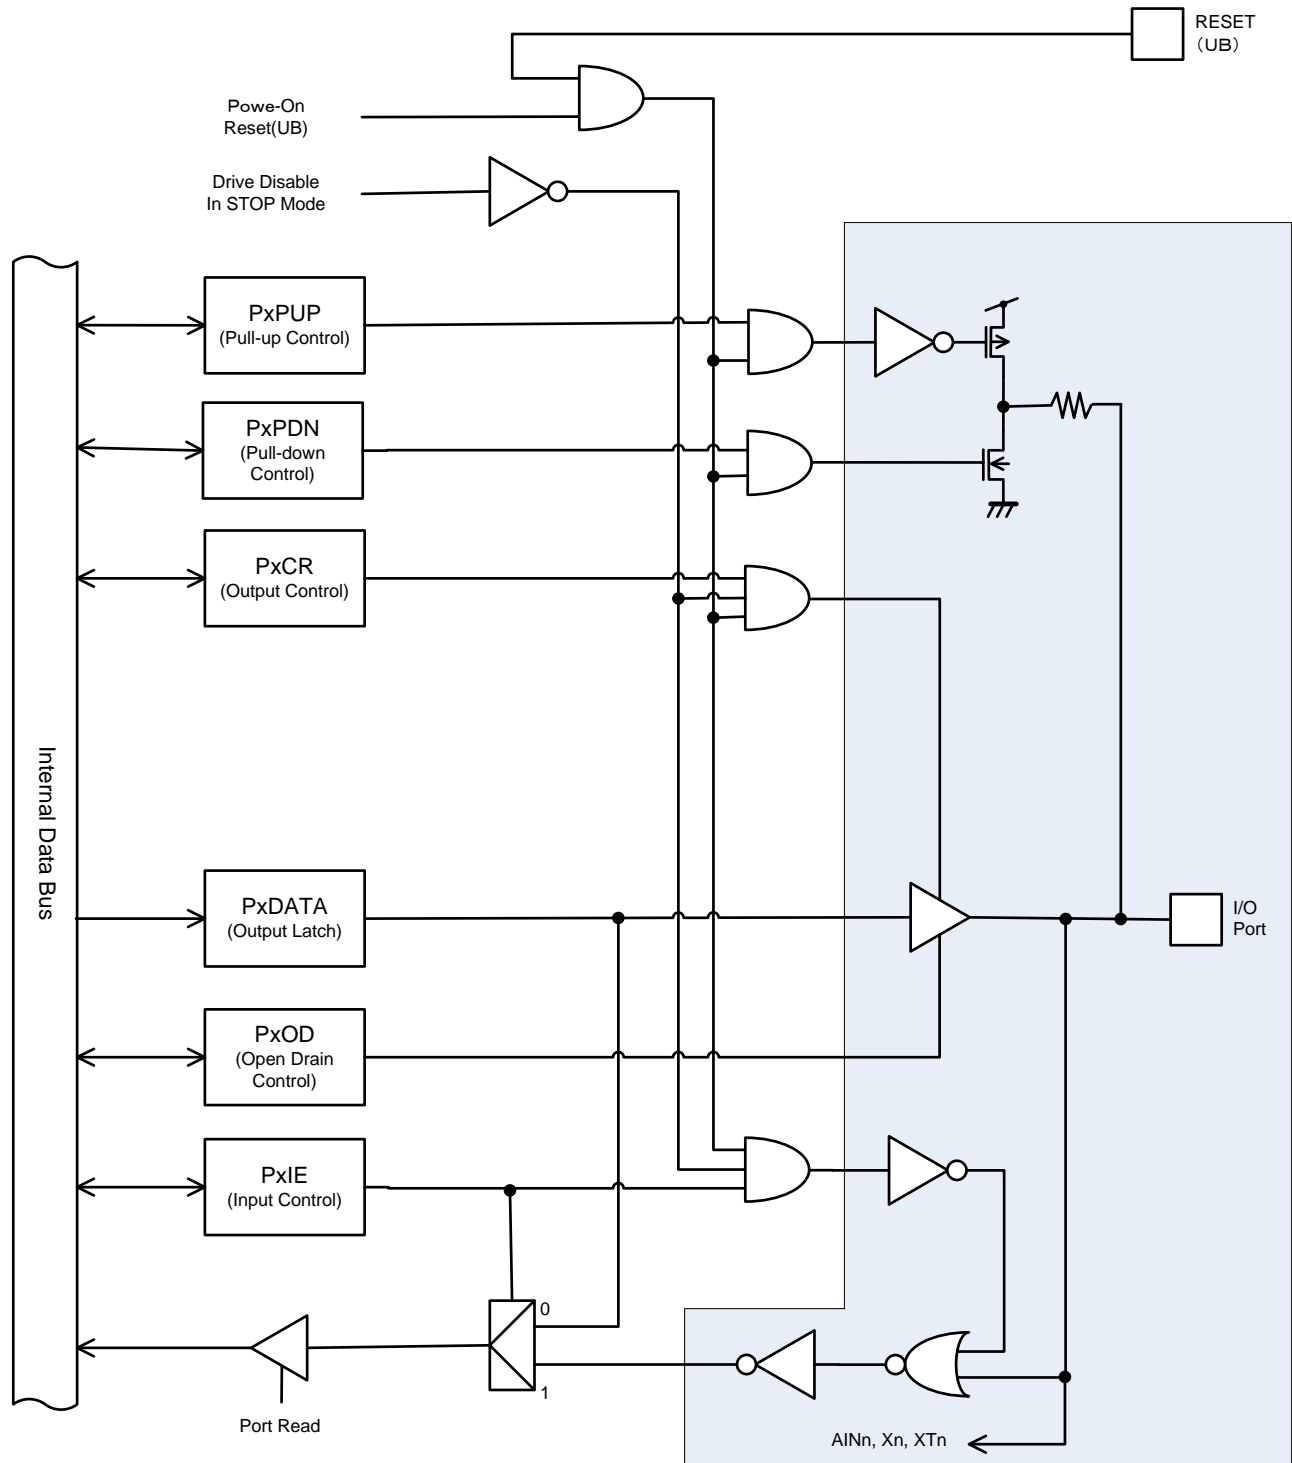 RESET
（UB）
Powe-On
Reset(UB)
Drive Disable
In STOP Mode
PxPUP
(Pull-up Control)
PxPDN
(Pull-down
Control)
PxCR
(Output Control)
Internal Data Bus
PxDATA
(Output Latch)
I/O
Port
PxOD
(Open Drain
Control)
PxIE
(Input Control)
0
1
Port Read
AINn, Xn, XTn